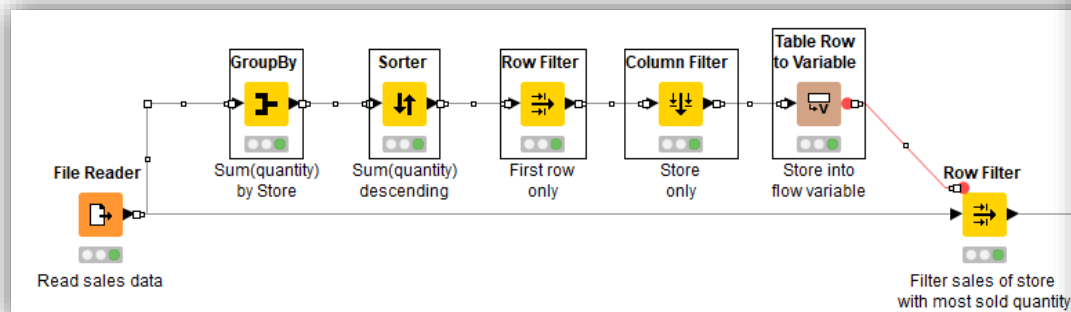 GroupBy
Sum(quantity)
by Store
Sorter
Sum(quantity)
descending
Row Filter
First row
only
Column Filter
Store
only
Table Row
to Variable
V
Store into
flow variable
File Reader
Read sales data
Row Filter
Filter sales of store
with most sold quantity